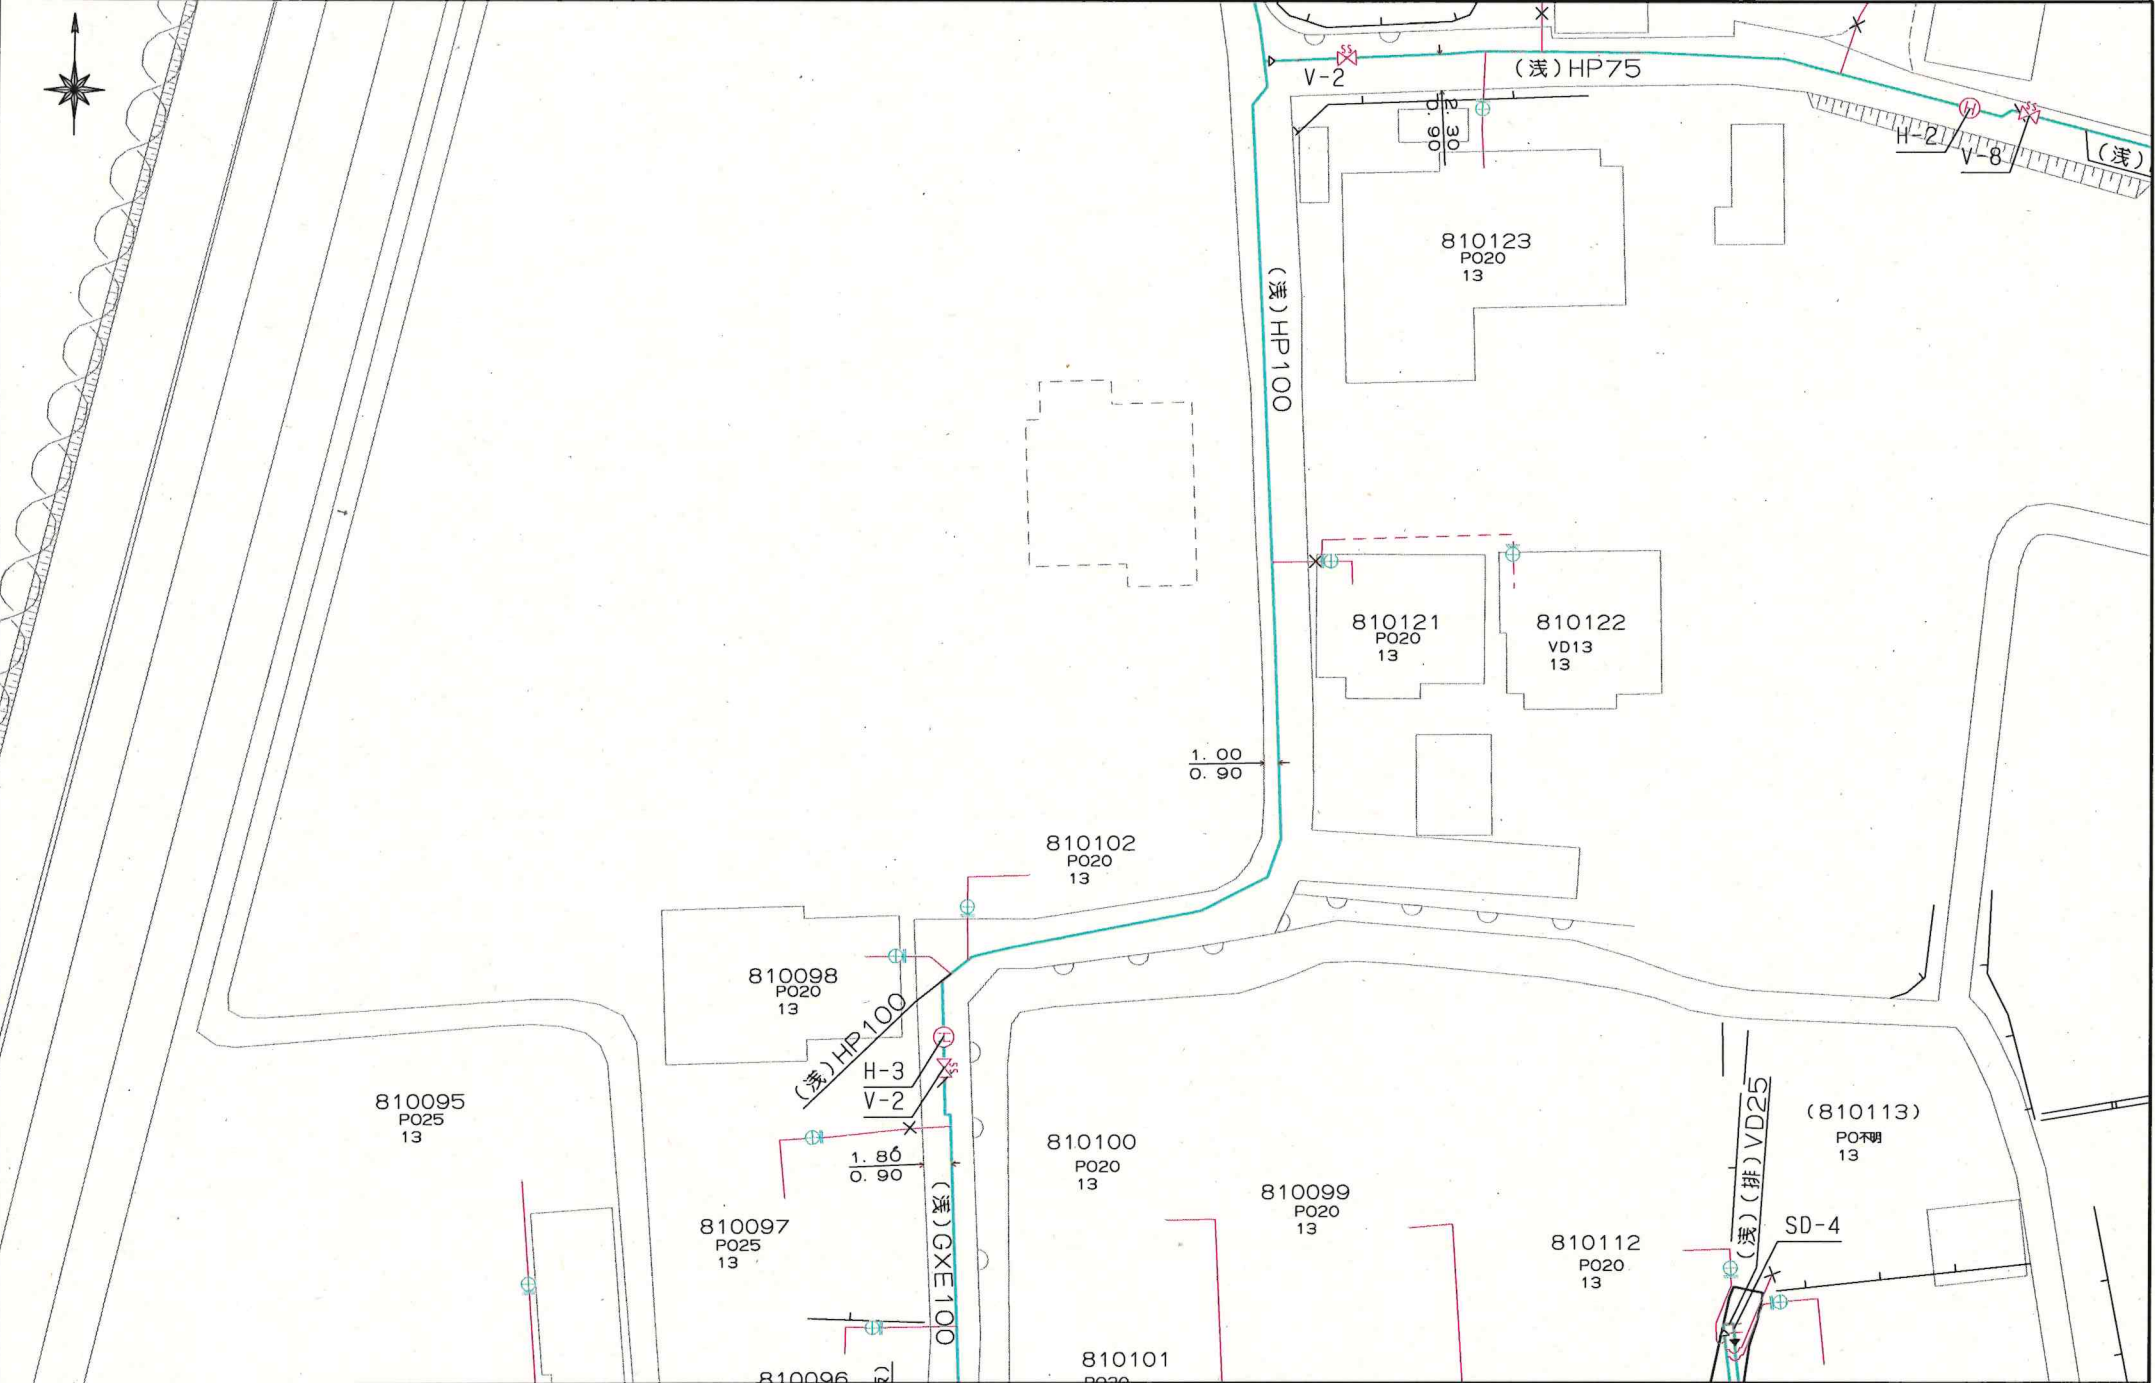 V-2
(浅)HP75
2.30
0.90
H-2
V-8
(浅)
810123
PO20
13
(浅)HP100
810121
PO20
13
810122
VD13
13
1.00
0.90
810102
PO20
13
810098
PO20
13
(浅)HP100
H-3
V-2
810095
PO25
13
1.80
0.90
810100
PO20
13
(浅)(排)VD25
(810113)
PO不明
13
(浅)GXE100
810097
PO25
13
810099
PO20
13
810112
PO20
13
SD-4
810096
810101
PO20